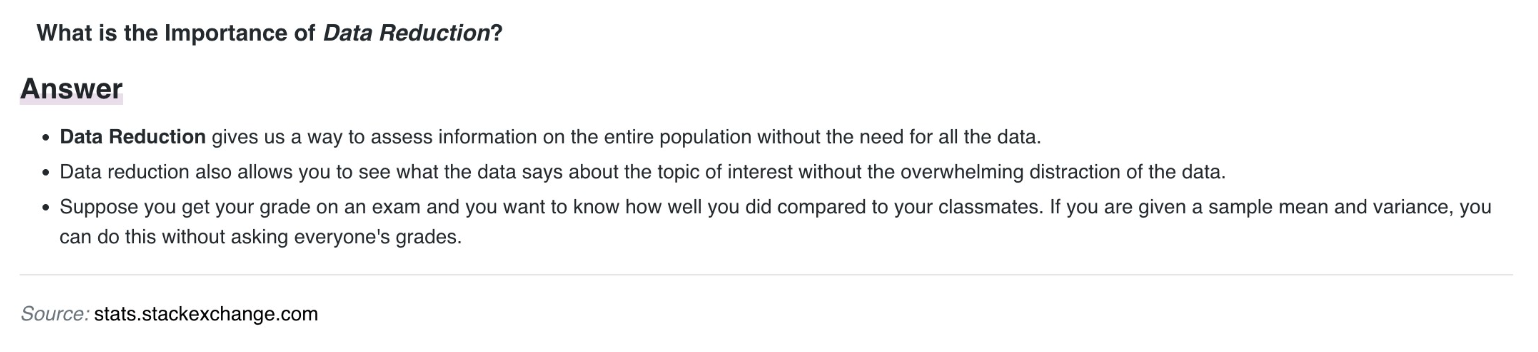 What is the Importance of Data Reduction?
Answer
• Data Reduction gives us a way to assess information on the entire population without the need for all the data.
• Data reduction also allows you to see what the data says about the topic of interest without the overwhelming distraction of the data.
• Suppose you get your grade on an exam and you want to know how well you did compared to your classmates. If you are given a sample mean and variance, you
can do this without asking everyone's grades.
Source: stats.stackexchange.com